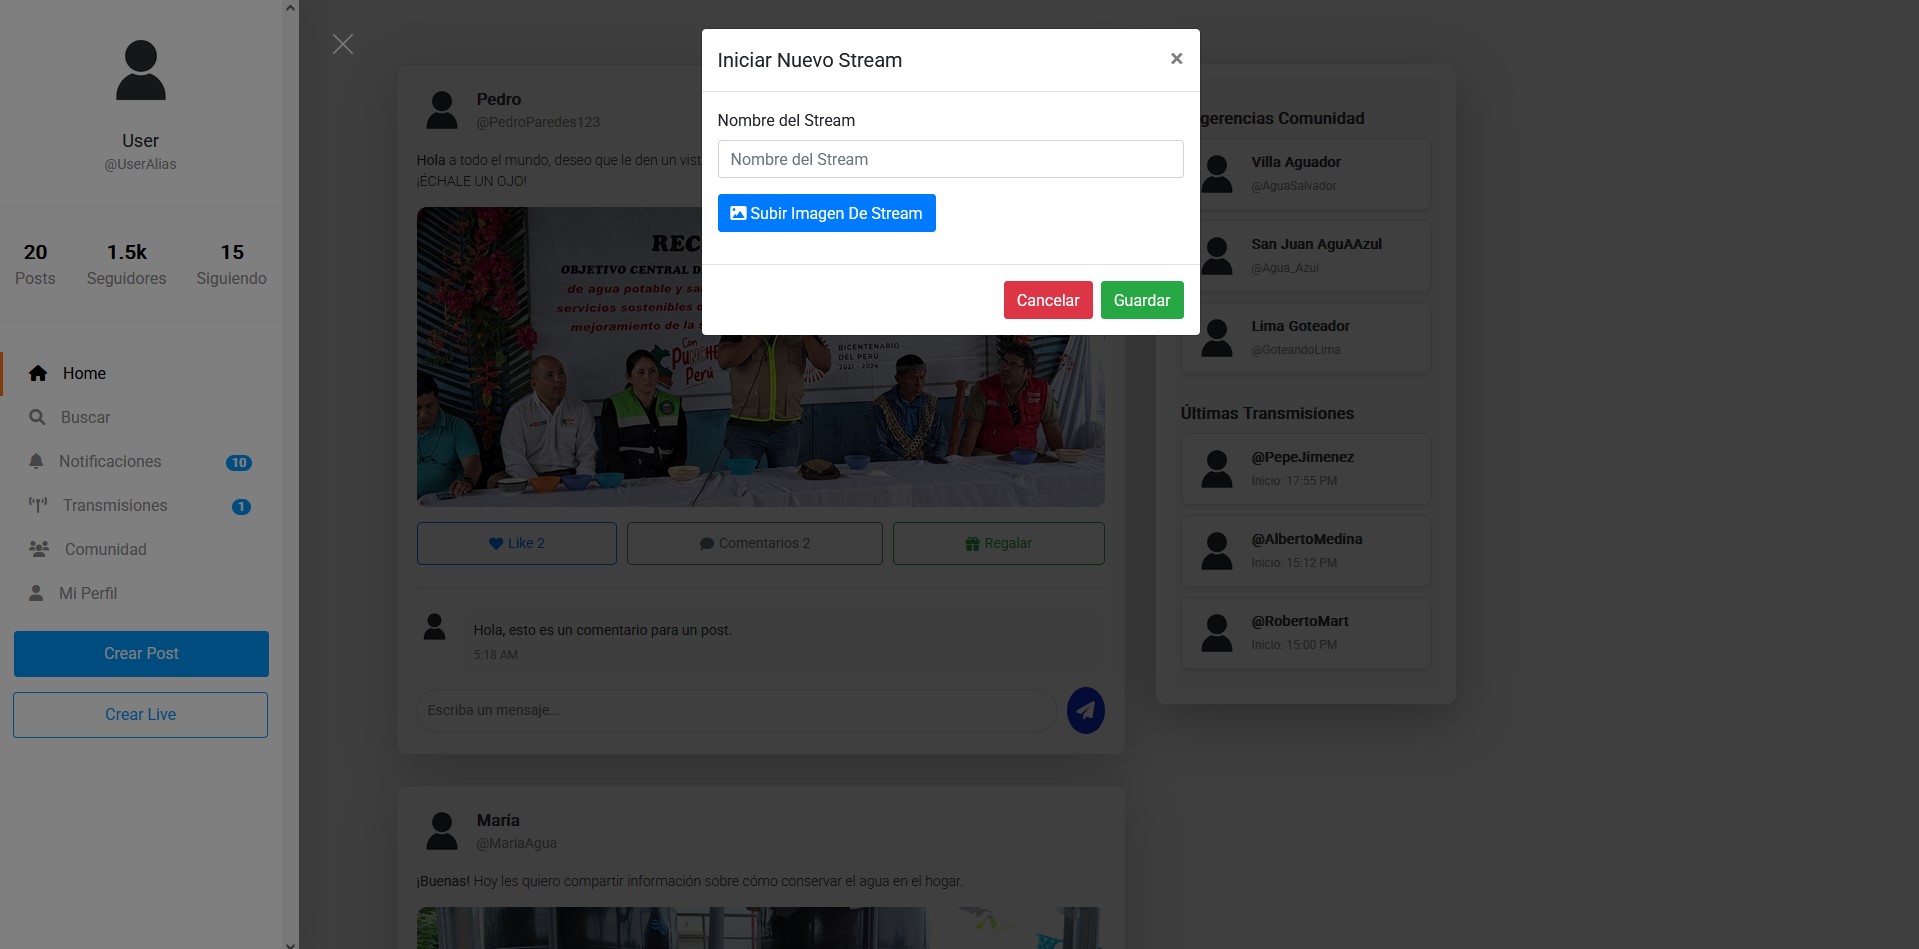 User
@UserAlias
20
Posts
1.5k
Seguidores
15
Siguiendo
Home
Buscar
Notificaciones 10
Transmisiones 1
Comunidad
Mi Perfil
Crear Post
Crear Live
Iniciar Nuevo Stream ×
Nombre del Stream
Nombre del Stream
Subir Imagen De Stream
Cancelar Guardar
Pedro
@PedroParedes123
Hola a todo el mundo, deseo que le den un vist
¡ÉCHALE UN OJO!
REC
OBJETIVO CENTRAL D
de agua potable y sa
servicios sostenibles
mejoramiento de la
Con
Punche
Perú
BICENTENARIO
DEL PERÚ
2021 - 2024
Like 2
Comentarios 2
Regalar
Hola, esto es un comentario para un post.
5:18 AM
Escriba un mensaje...
María
@MariaAgua
¡Buenas! Hoy les quiero compartir información sobre cómo conservar el agua en el hogar.
gerencias Comunidad
Villa Aguador
@AguaSalvador
San Juan AguAAzul
@Agua_Azul
Lima Goteador
@GoteandoLima
Últimas Transmisiones
@PepeJimenez
Inicio: 17:55 PM
@AlbertoMedina
Inicio: 15:12 PM
@RobertoMart
Inicio: 15:00 PM